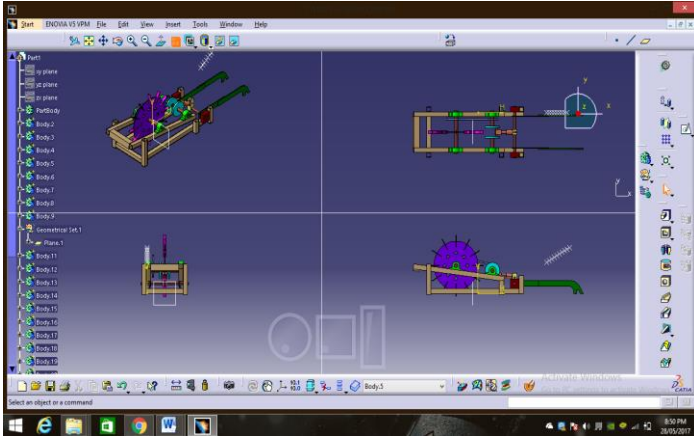 Start ENOVIA V5 VPM File Edit View Insert Tools Window Help
Part1
xy plane
yz plane
zx plane
PartBody
Body.2
Body.3
Body.4
Body.5
Body.6
Body.7
Body.8
Body.9
Geometrical Set.1
Plane.1
Body.11
Body.12
Body.13
Body.14
Body.15
Body.16
Body.17
Body.18
Body.19
y
x
z
y
x
Activate Windows
Body.5
CATIA
Select an object or a command
8:50 PM
28/05/2017